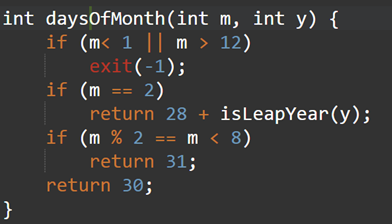 int daysOfMonth(int m, int y) {
    if (m< 1 || m > 12)
        exit(-1);
    if (m == 2)
        return 28 + isLeapYear(y);
    if (m % 2 == m < 8)
        return 31;
    return 30;
}